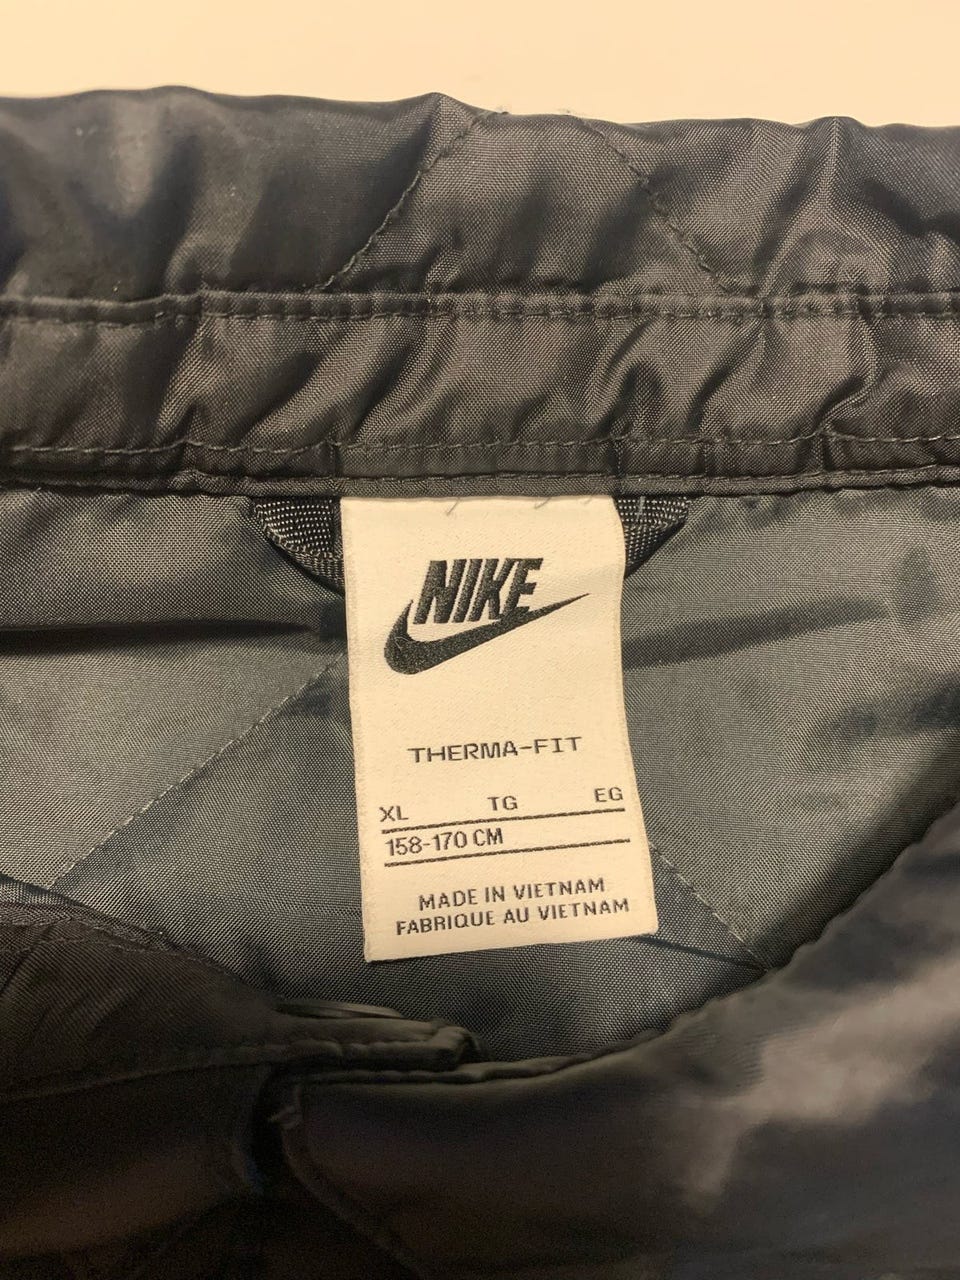 NIKE
THERMA-FIT
XL TG EG
158-170 CM
MADE IN VIETNAM
FABRIQUE AU VIETNAM